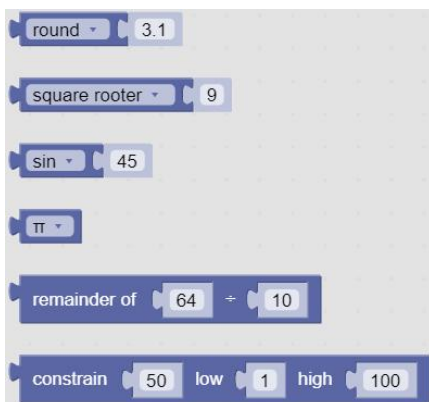 round 3.1
square rooter 9
sin 45
π
remainder of 64 ÷ 10
constrain 50 low 1 high 100